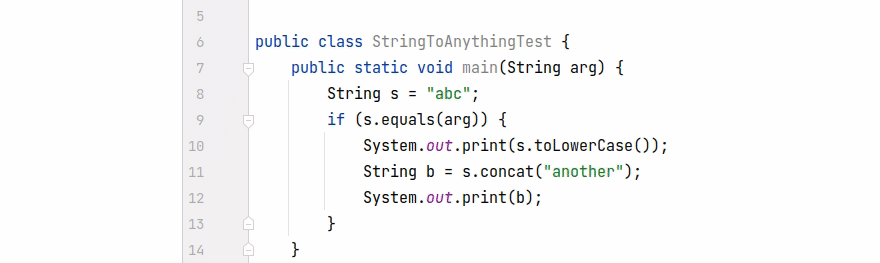 5
6 public class StringToAnythingTest {
7 public static void main(String arg) {
8 String s = "abc";
9 if (s.equals(arg)) {
10 System.out.print(s.toLowerCase());
11 String b = s.concat("another");
12 System.out.print(b);
13 }
14 }